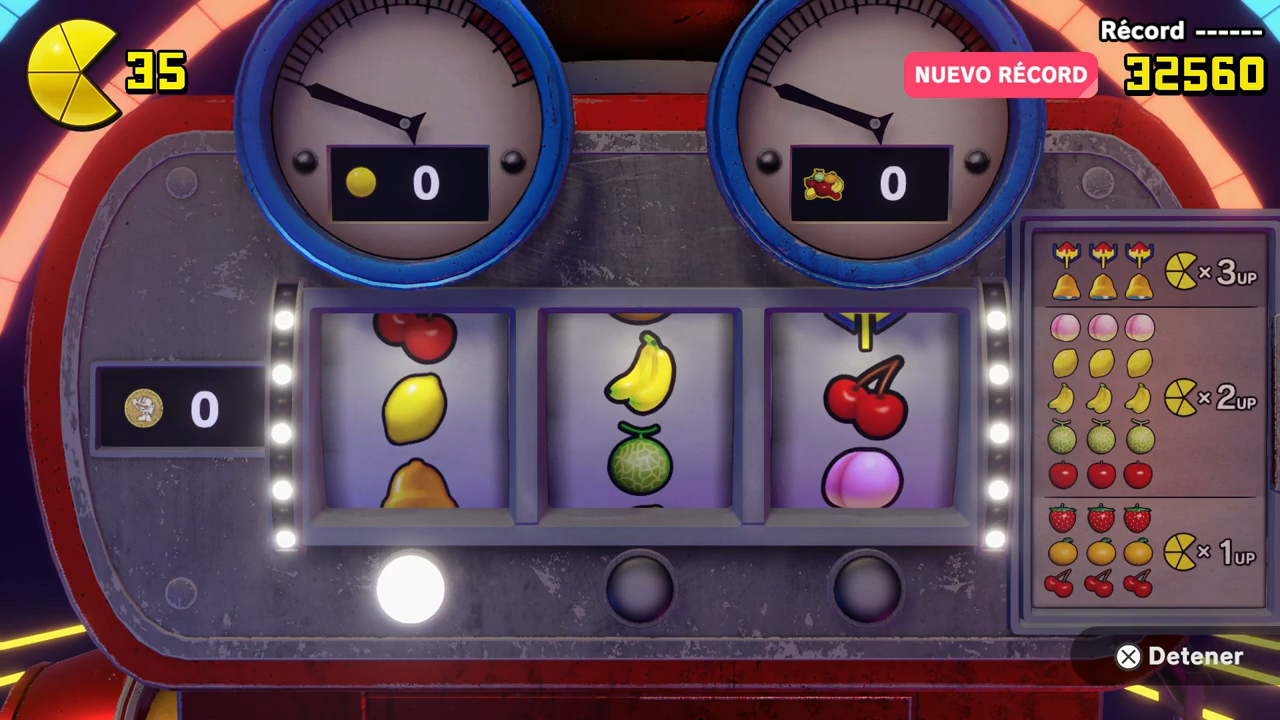 35
Récord ------
NUEVO RÉCORD
32560
0
0
0
× 3UP
× 2UP
× 1UP
Detener